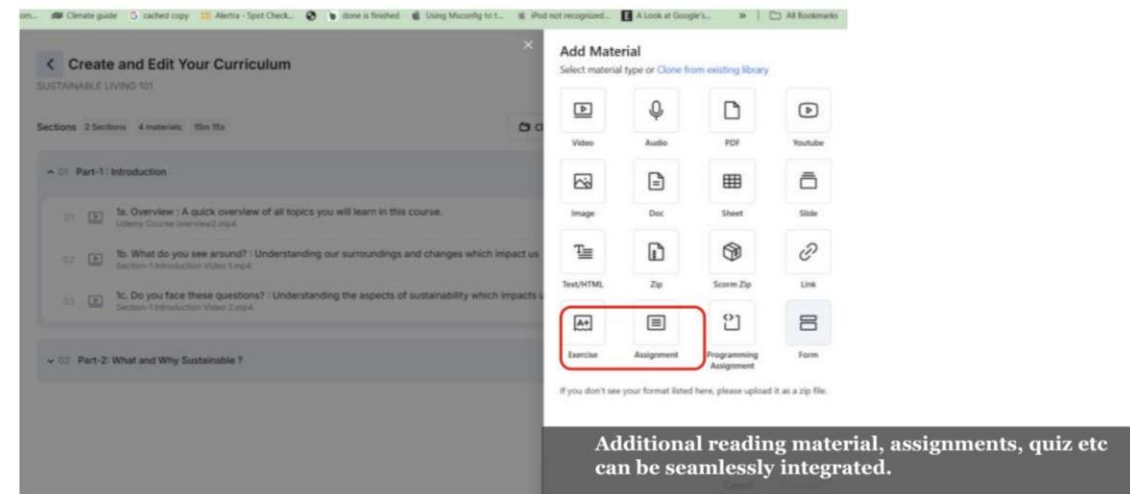 om... Climate guide cached copy Alertra - Spot Check... done is finished Using Misconfig to t... iPod not recognized... A Look at Google's... » All Bookmarks
Create and Edit Your Curriculum
SUSTAINABLE LIVING 101
Sections 2 Sections 4 materials 15m 15s
01 Part-1 : Introduction
01 1a. Overview : A quick overview of all topics you will learn in this course.
Udemy Course overview2.mp4
02 1b. What do you see around? : Understanding our surroundings and changes which impact us
Section-1 Introduction Video 1.mp4
03 1c. Do you face these questions? : Understanding the aspects of sustainability which impacts u
Section-1 Introduction Video 2.mp4
02 Part-2: What and Why Sustainable ?
Add Material
Select material type or Clone from existing library
Video Audio PDF Youtube
Image Doc Sheet Slide
Text/HTML Zip Scorm Zip Link
Exercise Assignment Programming Form
Assignment
If you don't see your format listed here, please upload it as a zip file.
Additional reading material, assignments, quiz etc
can be seamlessly integrated.
Cancel